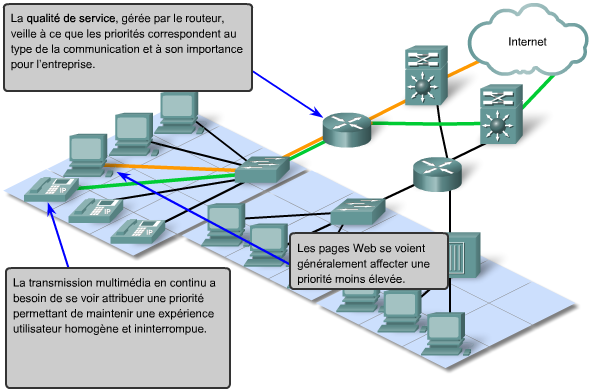 La qualité de service, gérée par le routeur,
veille à ce que les priorités correspondent au
type de la communication et à son importance
pour l'entreprise.
Internet
IP
IP
IP
Les pages Web se voient
généralement affecter une
priorité moins élevée.
La transmission multimédia en continu a
besoin de se voir attribuer une priorité
permettant de maintenir une expérience
utilisateur homogène et ininterrompue.